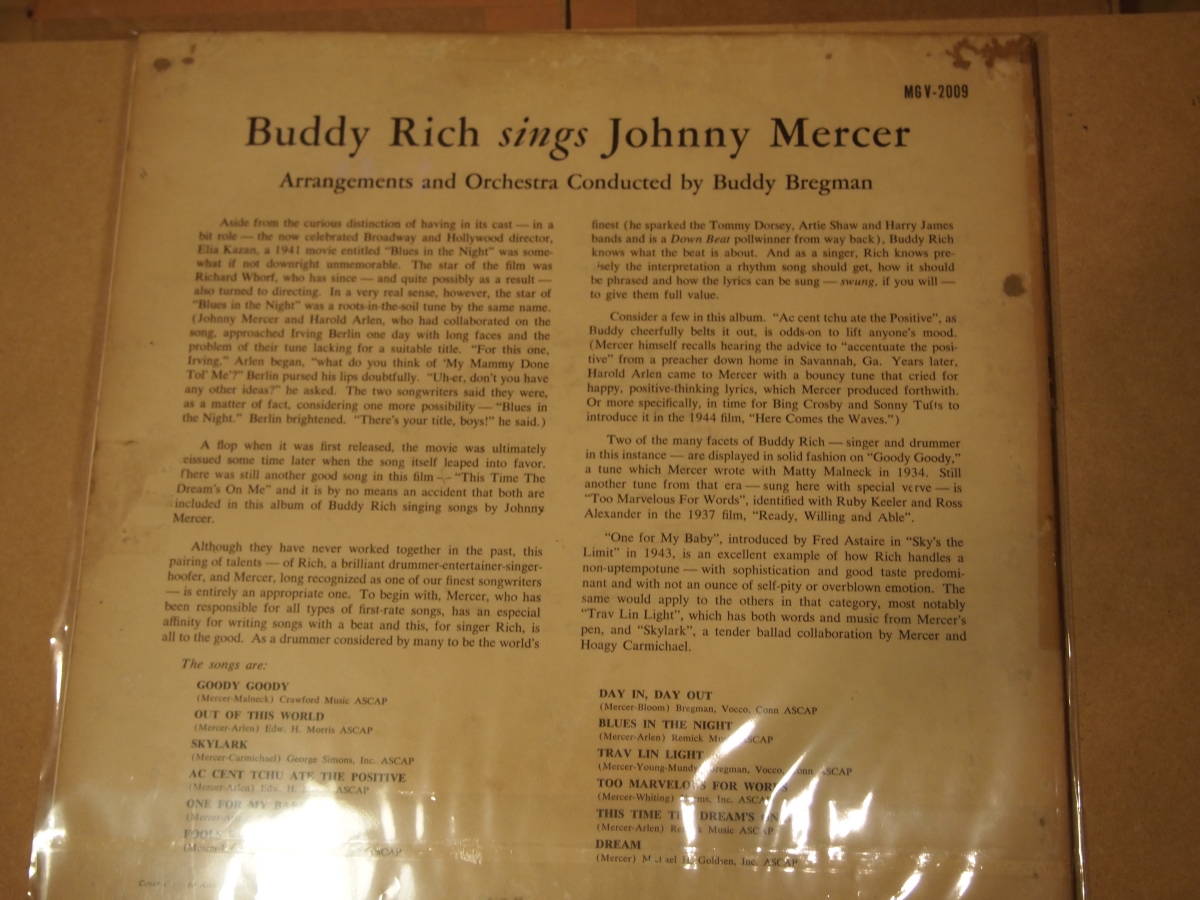 MGV-2009
Buddy Rich sings Johnny Mercer
Arrangements and Orchestra Conducted by Buddy Bregman
Aside from the curious distinction of having in its cast — in a
bit role — the now celebrated Broadway and Hollywood director,
Elia Kazan, a 1941 movie entitled “Blues in the Night” was some-
what if not downright unmemorable. The star of the film was
Richard Whorf, who has since — and quite possibly as a result —
also turned to directing. In a very real sense, however, the star of
“Blues in the Night” was a roots-in-the-soil tune by the same name.
(Johnny Mercer and Harold Arlen, who had collaborated on the
song, approached Irving Berlin one day with long faces and the
problem of their tune lacking for a suitable title. “For this one,
Irving,” Arlen began, “what do you think of ‘My Mammy Done
Tol’ Me’?” Berlin pursed his lips doubtfully. “Uh-er, don’t you have
any other ideas?” he asked. The two songwriters said they were,
as a matter of fact, considering one more possibility — “Blues in
the Night.” Berlin brightened. “There’s your title, boys!” he said.)
A flop when it was first released, the movie was ultimately
eissued some time later when the song itself leaped into favor.
There was still another good song in this film — “This Time The
Dream’s On Me” and it is by no means an accident that both are
included in this album of Buddy Rich singing songs by Johnny
Mercer.
Although they have never worked together in the past, this
pairing of talents — of Rich, a brilliant drummer-entertainer-singer-
hoofer, and Mercer, long recognized as one of our finest songwriters
— is entirely an appropriate one. To begin with, Mercer, who has
been responsible for all types of first-rate songs, has an especial
affinity for writing songs with a beat and this, for singer Rich, is
all to the good. As a drummer considered by many to be the world’s
finest (he sparked the Tommy Dorsey, Artie Shaw and Harry James
bands and is a Down Beat pollwinner from way back), Buddy Rich
knows what the beat is about. And as a singer, Rich knows pre-
isely the interpretation a rhythm song should get, how it should
be phrased and how the lyrics can be sung — swung, if you will —
to give them full value.
Consider a few in this album. “Ac cent tchu ate the Positive”, as
Buddy cheerfully belts it out, is odds-on to lift anyone’s mood.
(Mercer himself recalls hearing the advice to “accentuate the posi-
tive” from a preacher down home in Savannah, Ga. Years later,
Harold Arlen came to Mercer with a bouncy tune that cried for
happy, positive-thinking lyrics, which Mercer produced forthwith.
Or more specifically, in time for Bing Crosby and Sonny Tufts to
introduce it in the 1944 film, “Here Comes the Waves.”)
Two of the many facets of Buddy Rich — singer and drummer
in this instance — are displayed in solid fashion on “Goody Goody,”
a tune which Mercer wrote with Matty Malneck in 1934. Still
another tune from that era — sung here with special verve — is
“Too Marvelous For Words”, identified with Ruby Keeler and Ross
Alexander in the 1937 film, “Ready, Willing and Able”.
“One for My Baby”, introduced by Fred Astaire in “Sky’s the
Limit” in 1943, is an excellent example of how Rich handles a
non-uptempotune — with sophistication and good taste predomi-
nant and with not an ounce of self-pity or overblown emotion. The
same would apply to the others in that category, most notably
“Trav Lin Light”, which has both words and music from Mercer’s
pen, and “Skylark”, a tender ballad collaboration by Mercer and
Hoagy Carmichael.
The songs are:
GOODY GOODY
(Mercer-Malneck) Crawford Music ASCAP
OUT OF THIS WORLD
(Mercer-Arlen) Edw. H. Morris ASCAP
SKYLARK
(Mercer-Carmichael) George Simons, Inc. ASCAP
AC CENT TCHU ATE THE POSITIVE
(Mercer-Arlen) Edw. H. ASCAP
ONE FOR MY
FOOLS
ASCAP
DAY IN, DAY OUT
(Mercer-Bloom) Bregman, Vocco, Conn ASCAP
BLUES IN THE NIGHT
(Mercer-Arlen) Remick ASCAP
TRAV LIN LIGHT
(Mercer-Young-Mundy) Bregman, Vocco, Conn ASCAP
TOO MARVELOUS FOR WORDS
(Mercer-Whiting) Inc. ASCAP
THIS TIME THE DREAM’S ON
(Mercer-Arlen) Remick Music ASCAP
DREAM
(Mercer) H. Goldsen, Inc. ASCAP